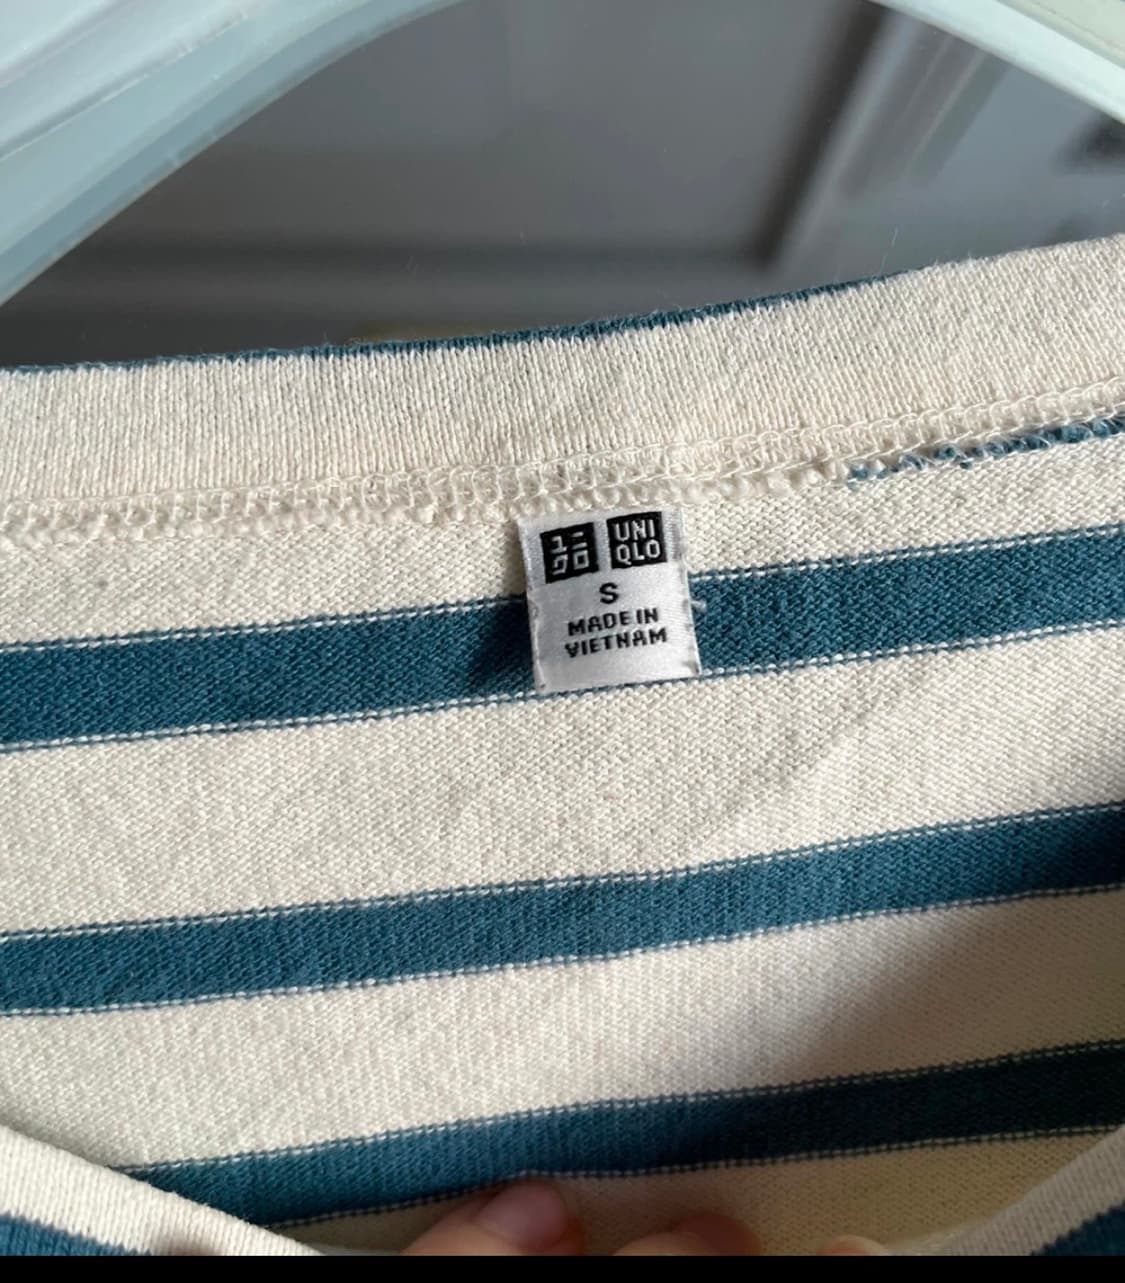 ユニ UNI
クロ QLO
S
MADE IN
VIETNAM